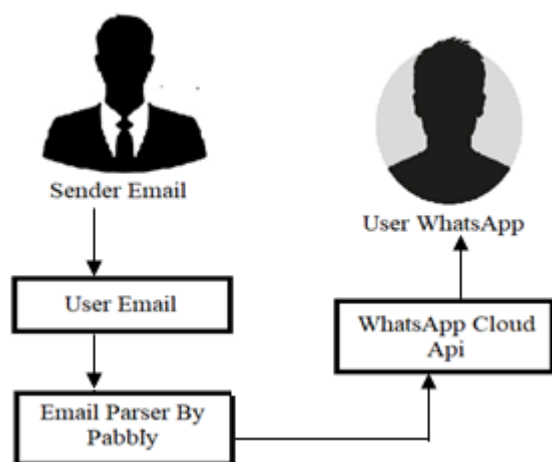 Sender Email
User WhatsApp
User Email
WhatsApp Cloud
Api
Email Parser By
Pabbly